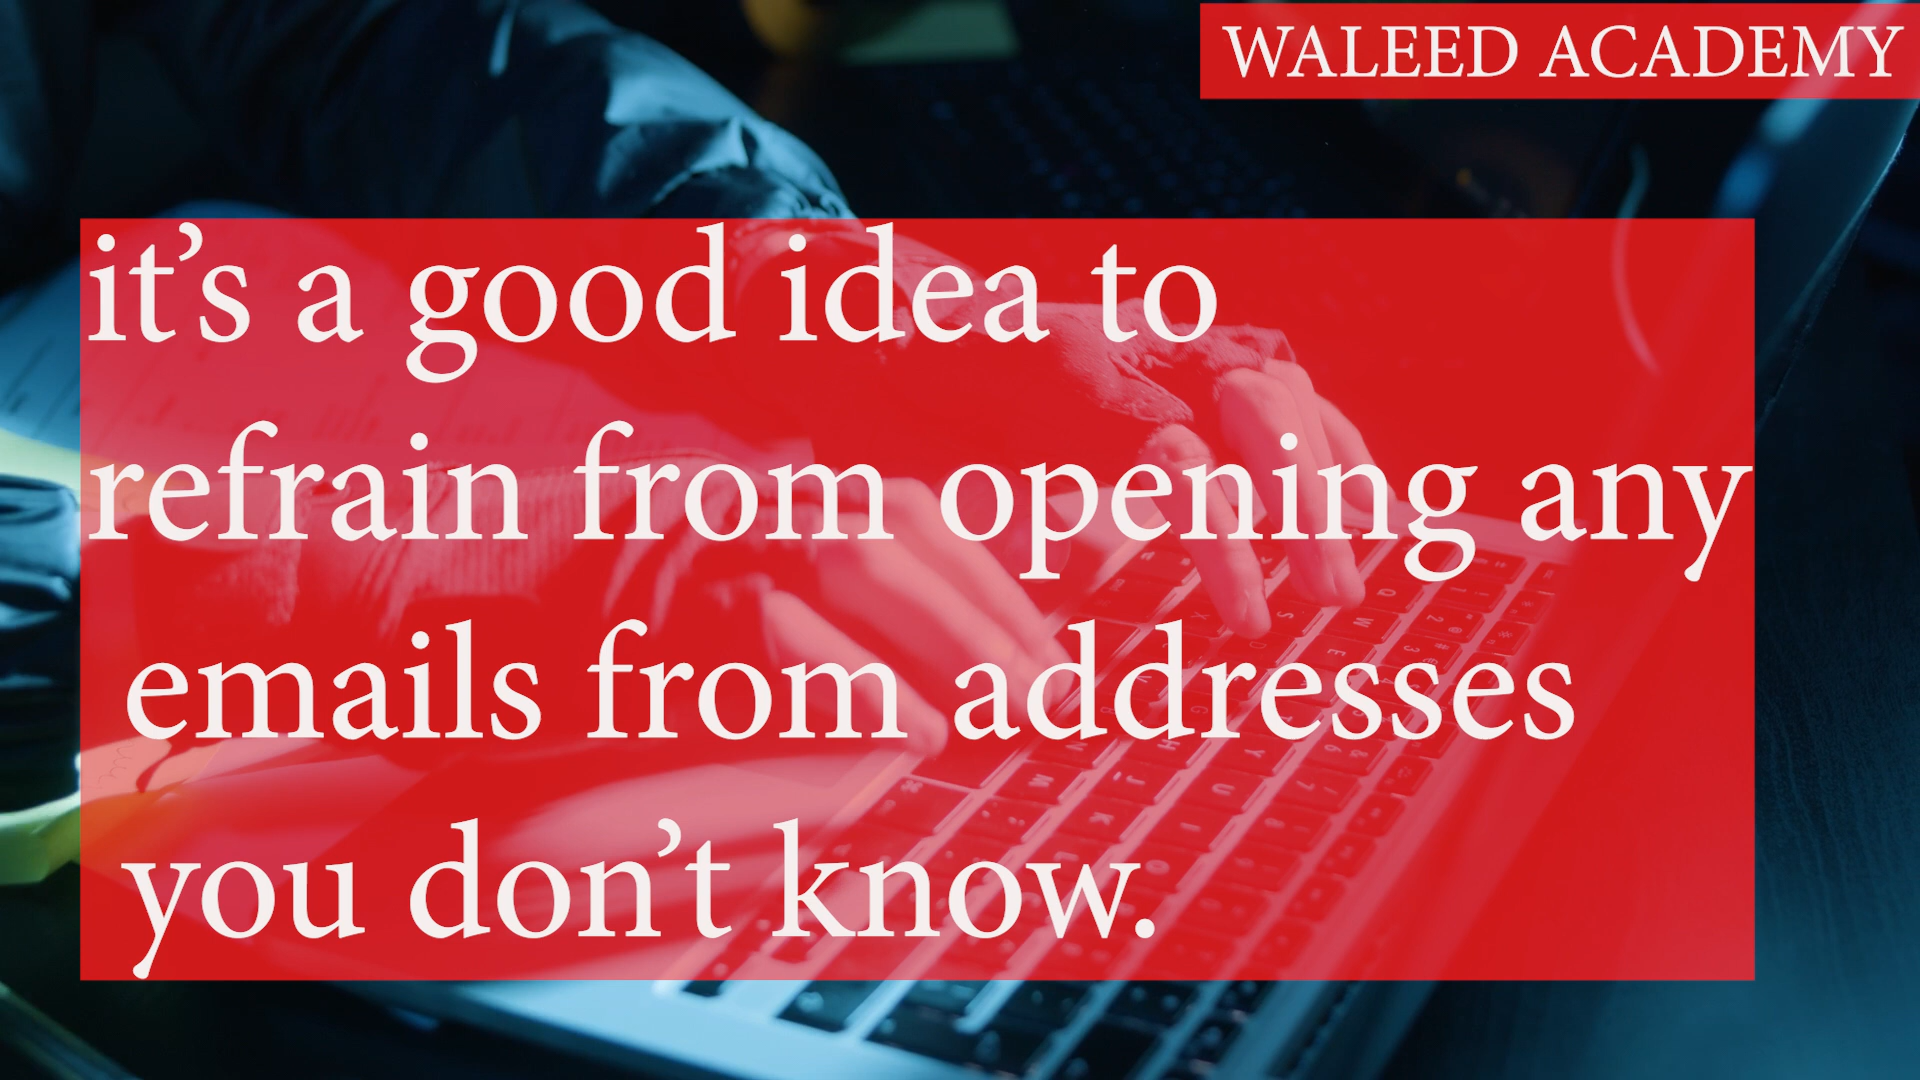 WALEED ACADEMY
it’s a good idea to
refrain from opening any
emails from addresses
you don’t know.